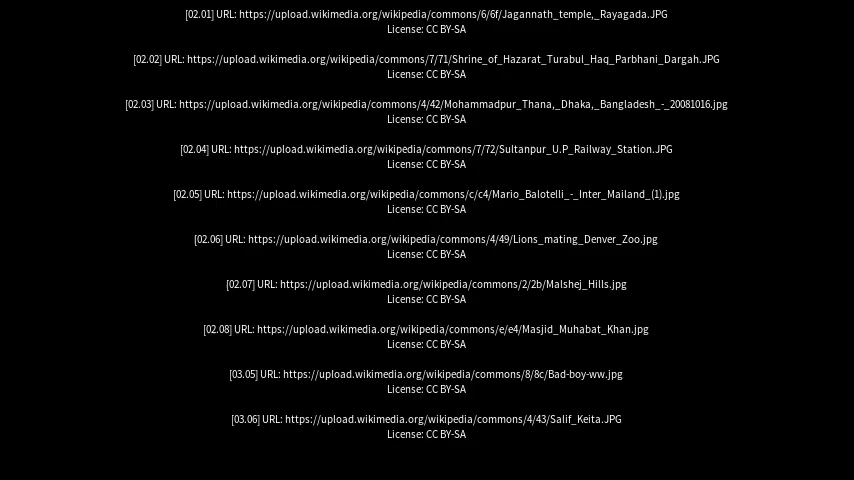 [02.01] URL: https://upload.wikimedia.org/wikipedia/commons/6/6f/Jagannath_temple,_Rayagada.JPG
License: CC BY-SA
[02.02] URL: https://upload.wikimedia.org/wikipedia/commons/7/71/Shrine_of_Hazarat_Turabul_Haq_Parbhani_Dargah.JPG
License: CC BY-SA
[02.03] URL: https://upload.wikimedia.org/wikipedia/commons/4/42/Mohammadpur_Thana,_Dhaka,_Bangladesh_-_20081016.jpg
License: CC BY-SA
[02.04] URL: https://upload.wikimedia.org/wikipedia/commons/7/72/Sultanpur_U.P_Railway_Station.JPG
License: CC BY-SA
[02.05] URL: https://upload.wikimedia.org/wikipedia/commons/c/c4/Mario_Balotelli_-_Inter_Mailand_(1).jpg
License: CC BY-SA
[02.06] URL: https://upload.wikimedia.org/wikipedia/commons/4/49/Lions_mating_Denver_Zoo.jpg
License: CC BY-SA
[02.07] URL: https://upload.wikimedia.org/wikipedia/commons/2/2b/Malshej_Hills.jpg
License: CC BY-SA
[02.08] URL: https://upload.wikimedia.org/wikipedia/commons/e/e4/Masjid_Muhabat_Khan.jpg
License: CC BY-SA
[03.05] URL: https://upload.wikimedia.org/wikipedia/commons/8/8c/Bad-boy-ww.jpg
License: CC BY-SA
[03.06] URL: https://upload.wikimedia.org/wikipedia/commons/4/43/Salif_Keita.JPG
License: CC BY-SA